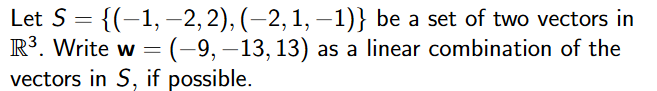 Let S = {(−1, −2, 2), (−2, 1, −1)} be a set of two vectors in
ℝ³. Write w = (−9, −13, 13) as a linear combination of the
vectors in S, if possible.